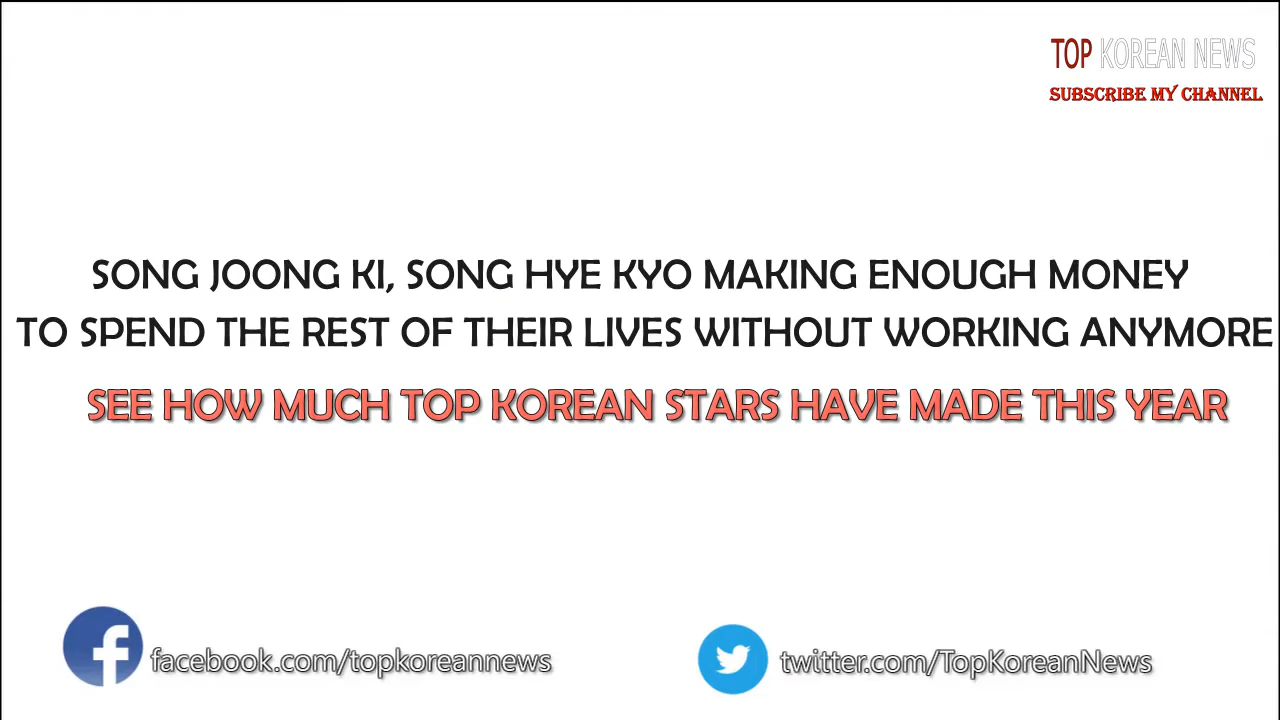 TOP KOREAN NEWS
SUBSCRIBE MY CHANNEL
SONG JOONG KI, SONG HYE KYO MAKING ENOUGH MONEY
TO SPEND THE REST OF THEIR LIVES WITHOUT WORKING ANYMORE
SEE HOW MUCH TOP KOREAN STARS HAVE MADE THIS YEAR
facebook.com/topkoreannews
twitter.com/TopKoreanNews